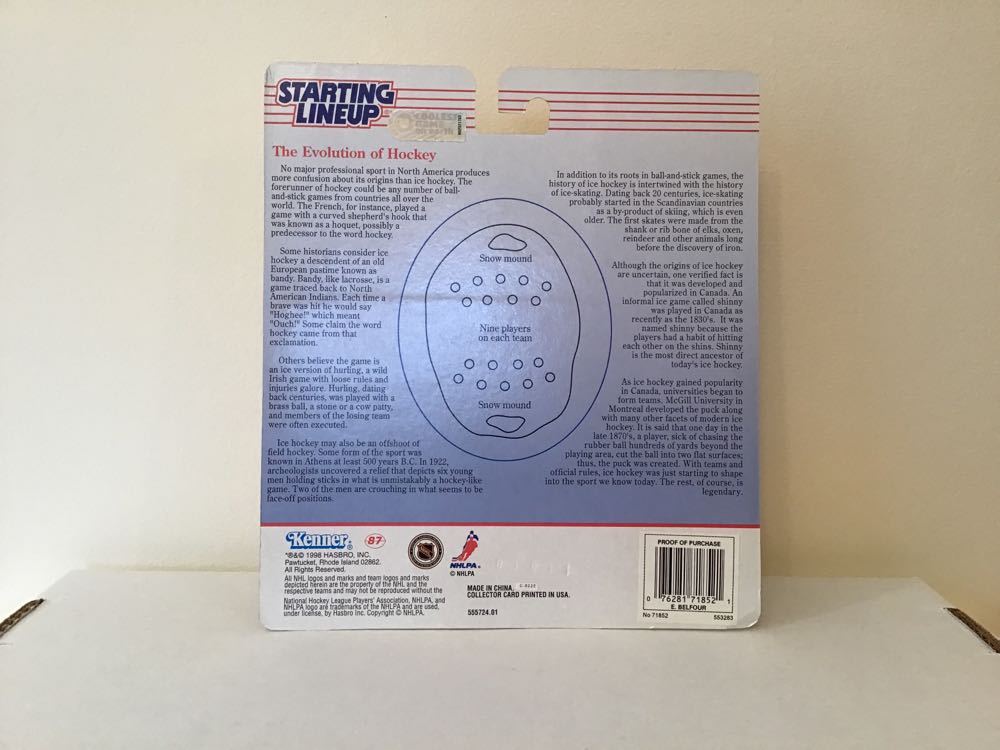 STARTING
LINEUP
The Evolution of Hockey
No major professional sport in North America produces
more confusion about its origins than ice hockey. The
forerunner of hockey could be any number of ball-
and-stick games from countries all over the
world. The French, for instance, played a
game with a curved shepherd's hook that
was known as a hoquet, possibly a
predecessor to the word hockey.
Some historians consider ice
hockey a descendent of an old
European pastime known as
bandy. Bandy, like lacrosse, is a
game traced back to North
American Indians. Each time a
brave was hit he would say
"Hoghee!" which meant
"Ouch!" Some claim the word
hockey came from that
exclamation.
Others believe the game is
an ice version of hurling, a wild
Irish game with loose rules and
injuries galore. Hurling, dating
back centuries, was played with a
brass ball, a stone or a cow patty,
and members of the losing team
were often executed.
Ice hockey may also be an offshoot of
field hockey. Some form of the sport was
known in Athens at least 500 years B.C. In 1922,
archeologists uncovered a relief that depicts six young
men holding sticks in what is unmistakably a hockey-like
game. Two of the men are crouching in what seems to be
face-off positions.
Snow mound
Nine players
on each team
Snow mound
In addition to its roots in ball-and-stick games, the
history of ice hockey is intertwined with the history
of ice-skating. Dating back 20 centuries, ice-skating
probably started in the Scandinavian countries
as a by-product of skiing, which is even
older. The first skates were made from the
shank or rib bone of elks, oxen,
reindeer and other animals long
before the discovery of iron.
Although the origins of ice hockey
are uncertain, one verified fact is
that it was developed and
popularized in Canada. An
informal ice game called shinny
was played in Canada as
recently as the 1830's. It was
named shinny because the
players had a habit of hitting
each other on the shins. Shinny
is the most direct ancestor of
today's ice hockey.
As ice hockey gained popularity
in Canada, universities began to
form teams. McGill University in
Montreal developed the puck along
with many other facets of modern ice
hockey. It is said that one day in the
late 1870's, a player, sick of chasing the
rubber ball hundreds of yards beyond the
playing area, cut the ball into two flat surfaces;
thus, the puck was created. With teams and
official rules, ice hockey was just starting to shape
into the sport we know today. The rest, of course, is
legendary.
Kenner®
87
*®&© 1998 HASBRO, INC.
Pawtucket, Rhode Island 02862.
All Rights Reserved.
All NHL logos and marks and team logos and marks
depicted herein are the property of the NHL and the
respective teams and may not be reproduced without the
National Hockey League Players' Association, NHLPA, and
NHLPA logo are trademarks of the NHLPA and are used,
under license, by Hasbro Inc. Copyright © NHLPA.
NHLPA
© NHLPA
MADE IN CHINA.
COLLECTOR CARD PRINTED IN USA.
555724.01
PROOF OF PURCHASE
0 76281 71852 1
E. BELFOUR
No 71852
553283